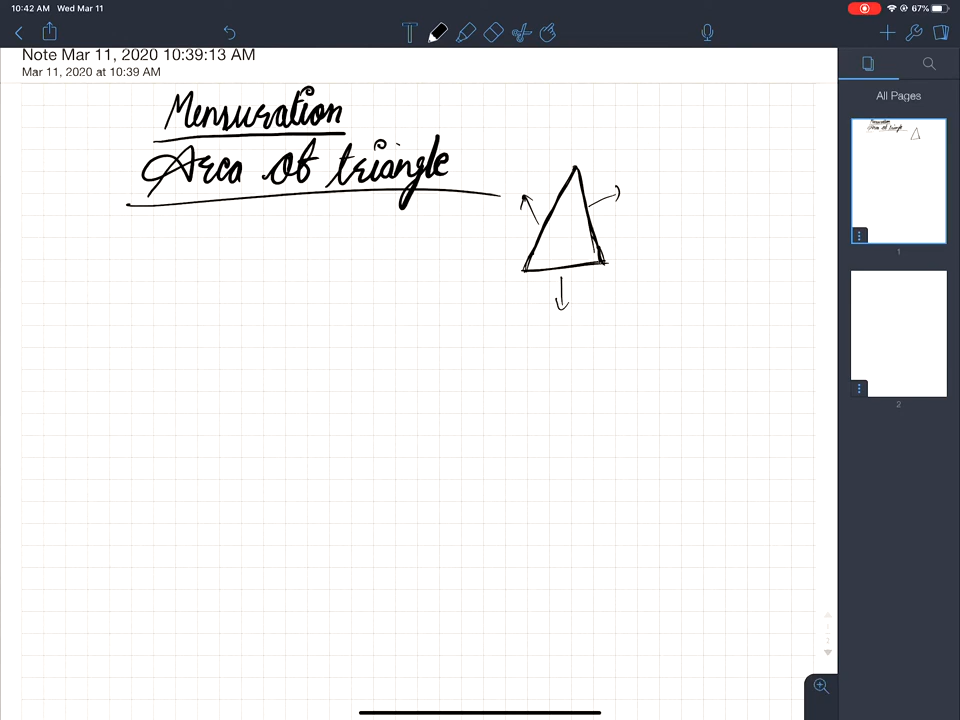 10:42 AM Wed Mar 11
67%
Note Mar 11, 2020 10:39:13 AM
Mar 11, 2020 at 10:39 AM
Mensuration
Area of triangle
All Pages
1
2